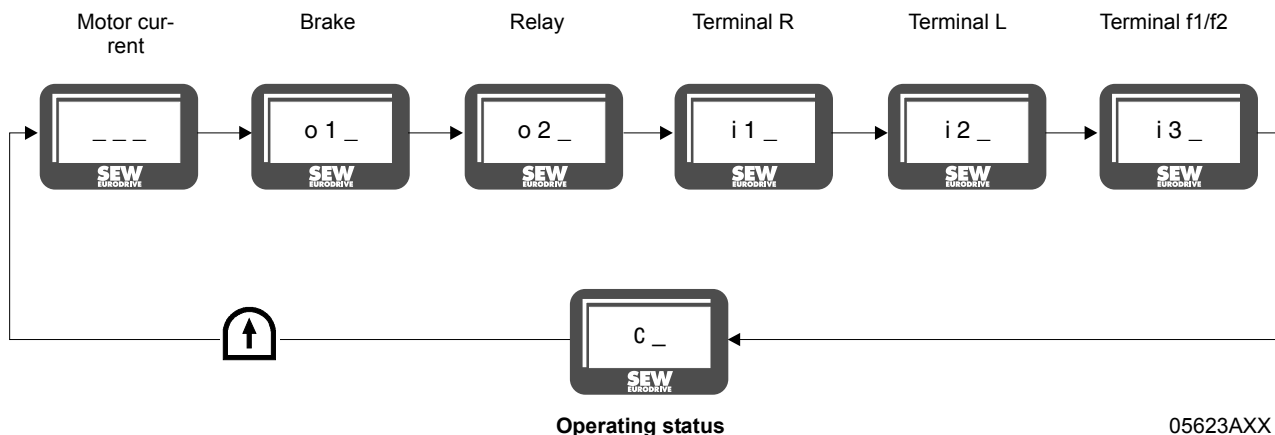 Motor cur-
rent
Brake
Relay
Terminal R
Terminal L
Terminal f1/f2
_ _ _
o 1 _
o 2 _
i 1 _
i 2 _
i 3 _
SEW
EURODRIVE
SEW
EURODRIVE
SEW
EURODRIVE
SEW
EURODRIVE
SEW
EURODRIVE
SEW
EURODRIVE
C _
SEW
EURODRIVE
Operating status
05623AXX